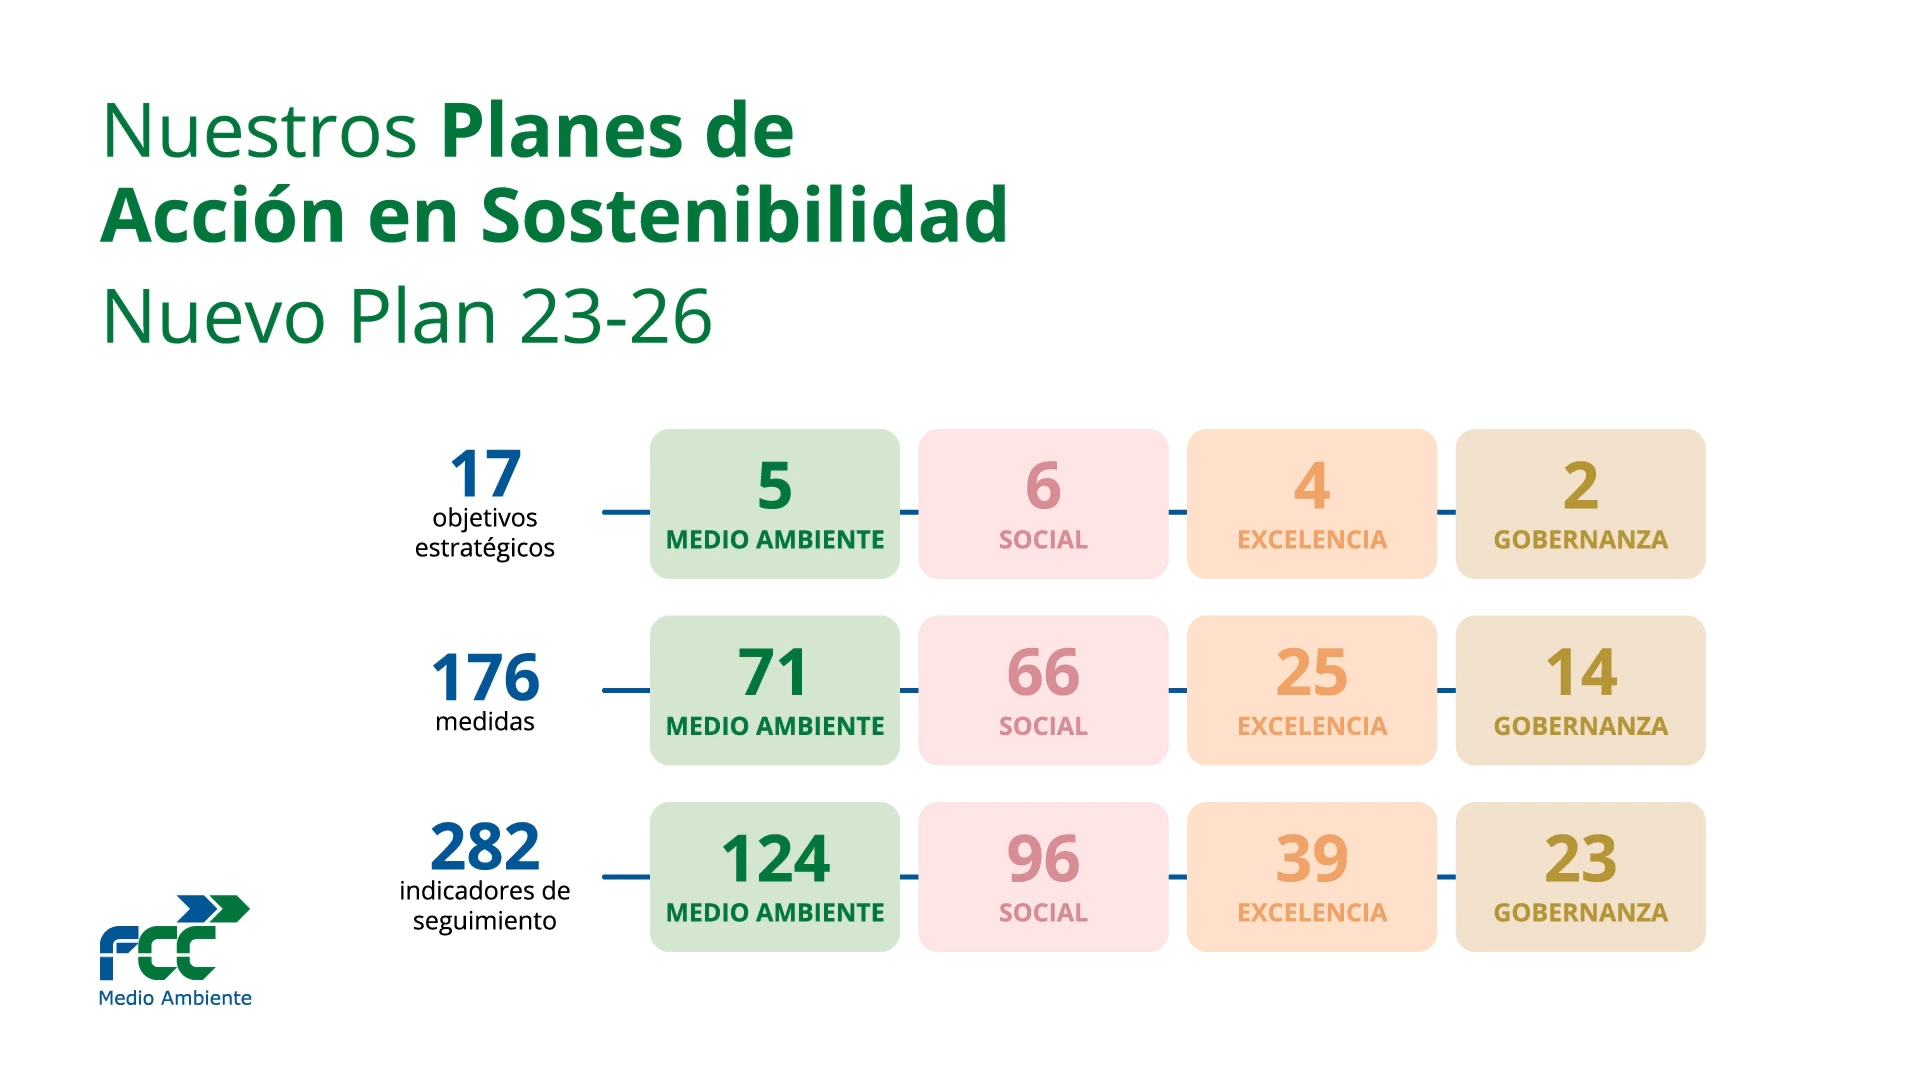 Nuestros Planes de
Acción en Sostenibilidad
Nuevo Plan 23-26
17
objetivos
estratégicos
5
MEDIO AMBIENTE
6
SOCIAL
4
EXCELENCIA
2
GOBERNANZA
176
medidas
71
MEDIO AMBIENTE
66
SOCIAL
25
EXCELENCIA
14
GOBERNANZA
282
indicadores de
seguimiento
124
MEDIO AMBIENTE
96
SOCIAL
39
EXCELENCIA
23
GOBERNANZA
FCC
Medio Ambiente